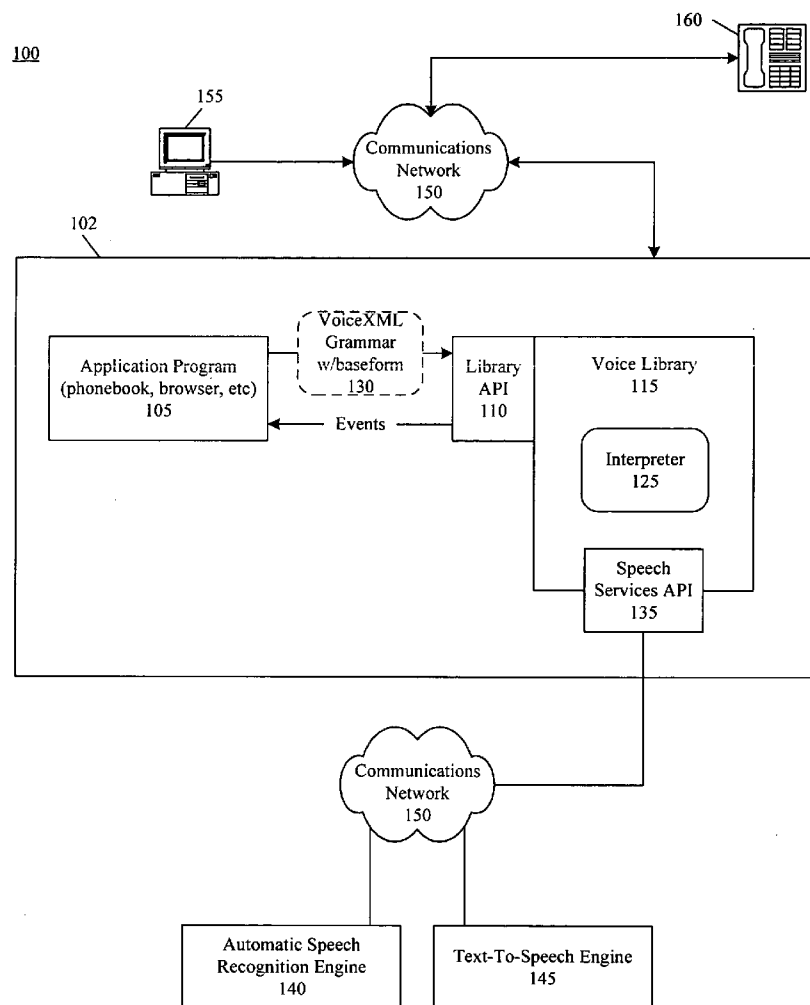 160
100
155
Communications
Network
150
102
VoiceXML
Grammar
w/baseform
130
Application Program
(phonebook, browser, etc)
105
Library
API
110
Voice Library
115
Events
Interpreter
125
Speech
Services API
135
Communications
Network
150
Automatic Speech
Recognition Engine
140
Text-To-Speech Engine
145